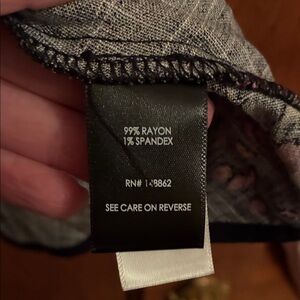 99% RAYON
1% SPANDEX
RN#
SEE CARE ON REVERSE